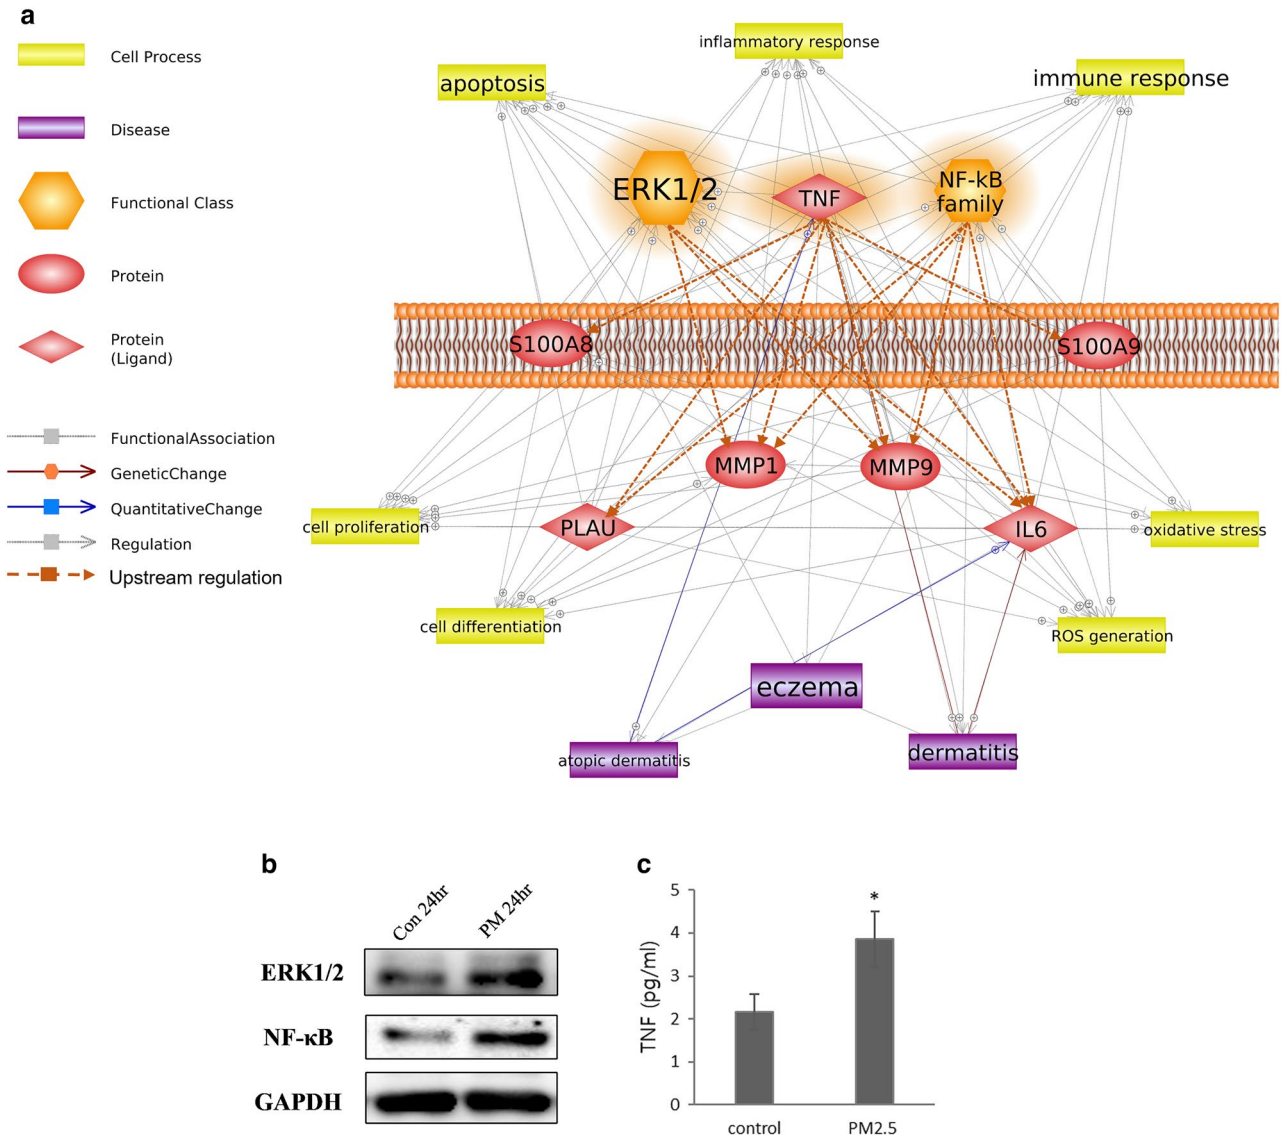 a
Cell Process
Disease
Functional Class
Protein
Protein
(Ligand)
FunctionalAssociation
GeneticChange
QuantitativeChange
Regulation
Upstream regulation
inflammatory response
apoptosis
immune response
ERK1/2
TNF
NF-kB
family
S100A8
S100A9
MMP1
MMP9
cell proliferation
PLAU
IL6
oxidative stress
cell differentiation
ROS generation
eczema
atopic dermatitis
dermatitis
b
Con 24hr
PM 24hr
ERK1/2
NF-κB
GAPDH
c
TNF (pg/ml)
5
4
3
2
1
0
*
control
PM2.5